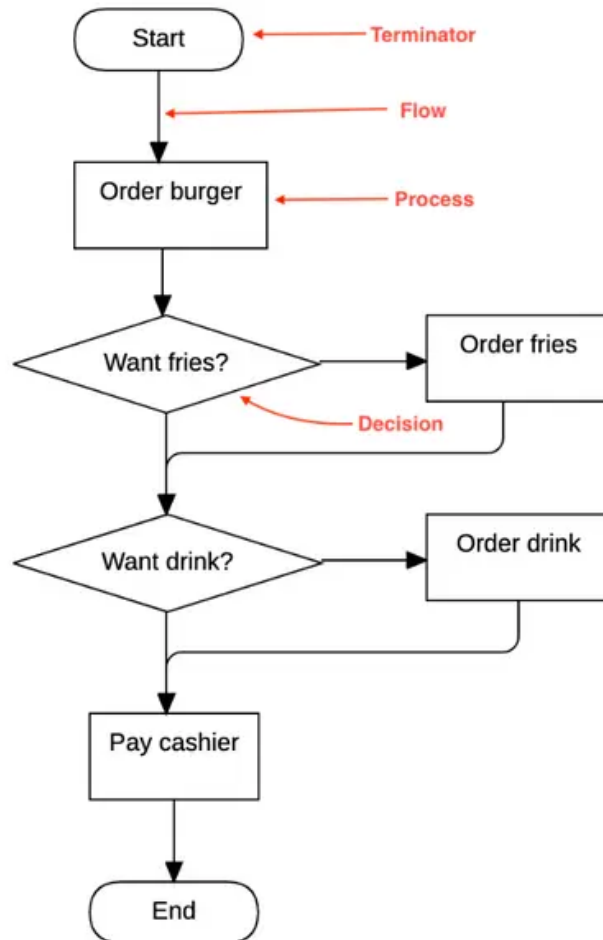 Start
Terminator
Flow
Order burger
Process
Want fries?
Order fries
Decision
Want drink?
Order drink
Pay cashier
End